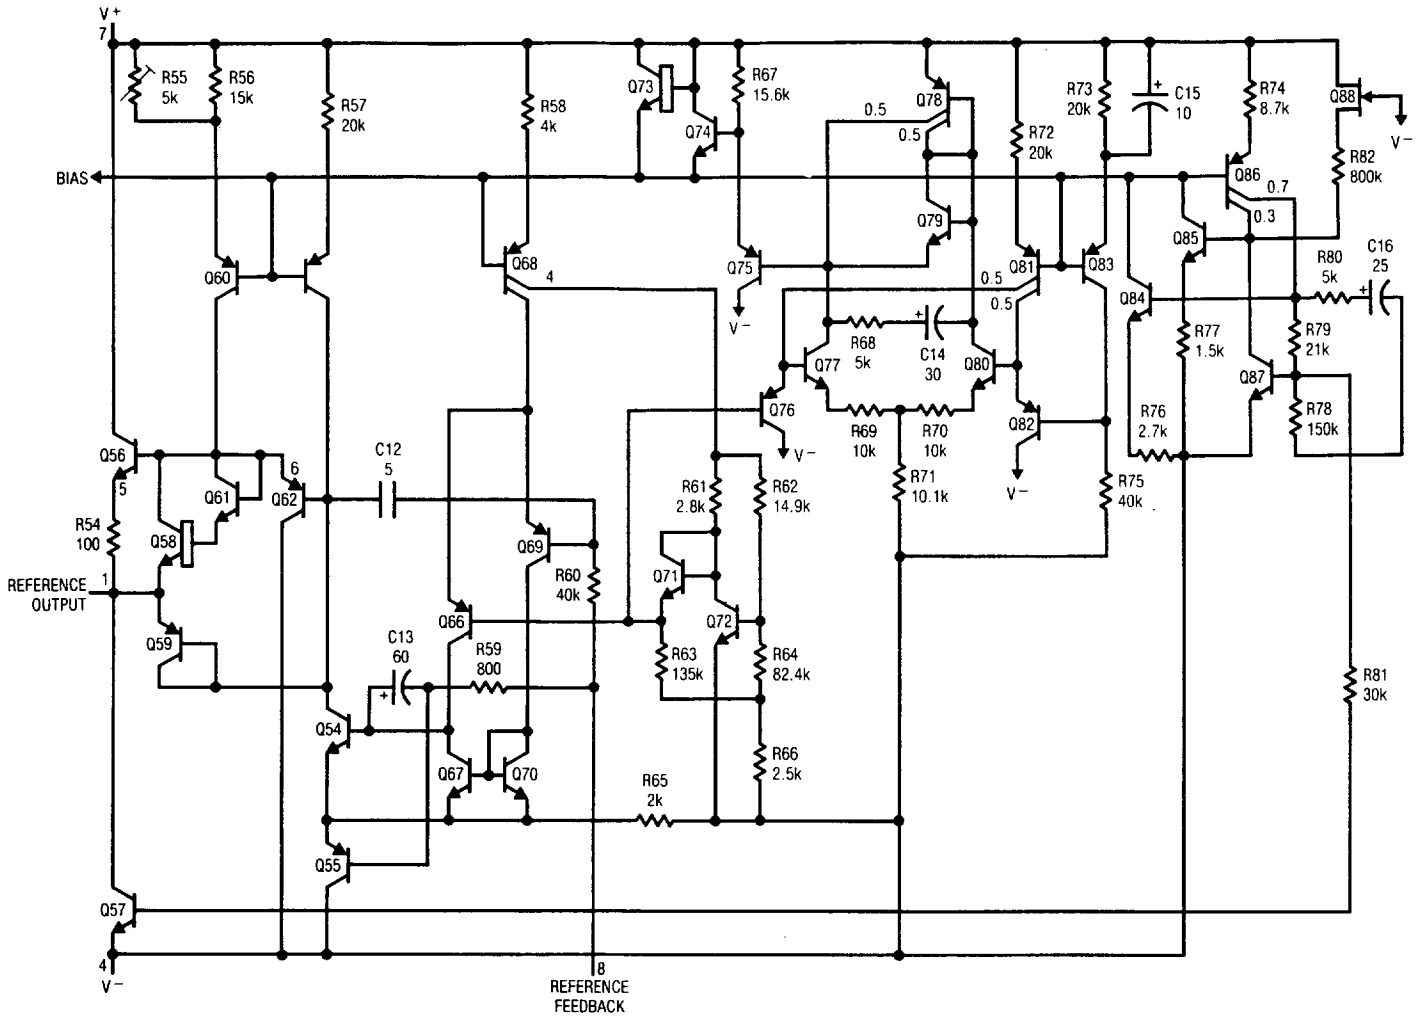 V+
7
R55
5k
R56
15k
R57
20k
R58
4k
Q73
Q74
R67
15.6k
Q78
0.5
0.5
R72
20k
R73
20k
+
C15
10
R74
8.7k
Q88
V−
R82
800k
BIAS
Q86
0.7
0.3
Q79
Q85
Q60
Q68
4
Q75
V−
Q81
0.5
0.5
Q83
Q84
R80
5k
C16
25
+
R68
5k
+
C14
30
Q77
Q80
R77
1.5k
R79
21k
Q87
Q76
V−
R69
10k
R70
10k
Q82
V−
R76
2.7k
R78
150k
Q56
5
6
Q61
Q62
C12
5
R61
2.8k
R62
14.9k
R71
10.1k
R75
40k
R54
100
Q58
Q69
R60
40k
Q71
REFERENCE
OUTPUT
1
Q59
Q66
Q72
C13
60
+
R59
800
R63
135k
R64
82.4k
R81
30k
Q54
Q67
Q70
R66
2.5k
R65
2k
Q55
Q57
4
V−
8
REFERENCE
FEEDBACK